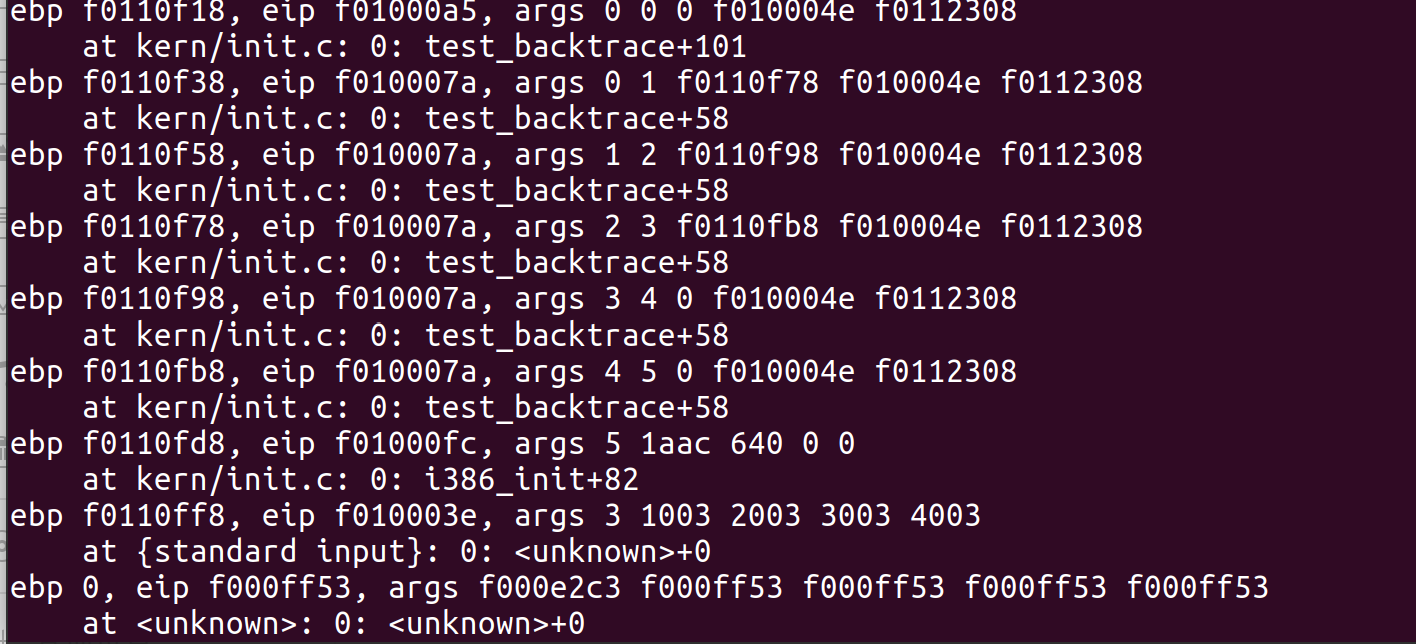 ebp f0110f18, eip f01000a5, args 0 0 0 f010004e f0112308
    at kern/init.c: 0: test_backtrace+101
ebp f0110f38, eip f010007a, args 0 1 f0110f78 f010004e f0112308
    at kern/init.c: 0: test_backtrace+58
ebp f0110f58, eip f010007a, args 1 2 f0110f98 f010004e f0112308
    at kern/init.c: 0: test_backtrace+58
ebp f0110f78, eip f010007a, args 2 3 f0110fb8 f010004e f0112308
    at kern/init.c: 0: test_backtrace+58
ebp f0110f98, eip f010007a, args 3 4 0 f010004e f0112308
    at kern/init.c: 0: test_backtrace+58
ebp f0110fb8, eip f010007a, args 4 5 0 f010004e f0112308
    at kern/init.c: 0: test_backtrace+58
ebp f0110fd8, eip f01000fc, args 5 1aac 640 0 0
    at kern/init.c: 0: i386_init+82
ebp f0110ff8, eip f010003e, args 3 1003 2003 3003 4003
    at {standard input}: 0: <unknown>+0
ebp 0, eip f000ff53, args f000e2c3 f000ff53 f000ff53 f000ff53 f000ff53
    at <unknown>: 0: <unknown>+0